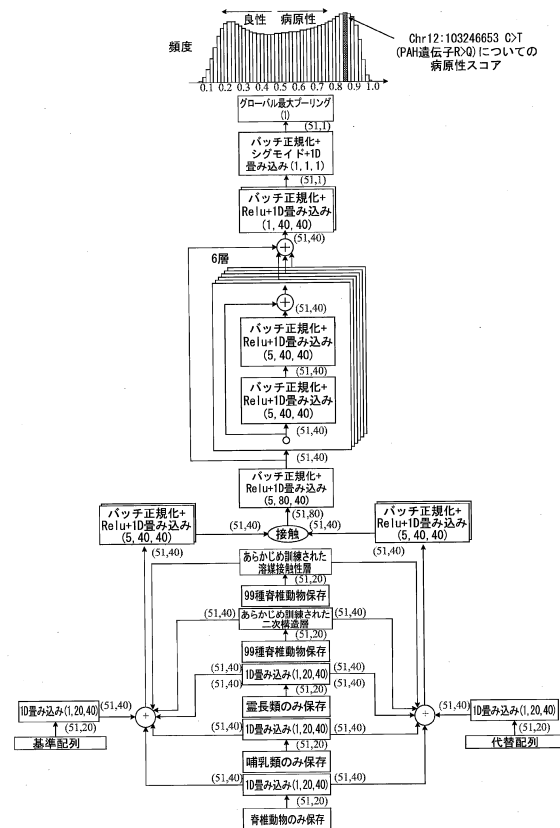 良性 病原性
頻度
Chr12:103246653 C>T
(PAH遺伝子R>Q)についての
病原性スコア
0.1 0.2 0.3 0.4 0.5 0.6 0.7 0.8 0.9 1.0
グローバル最大プーリング
(1)
(51,1)
バッチ正規化+
シグモイド+1D
畳み込み(1,1,1)
(51,1)
バッチ正規化+
Relu+1D畳み込み
(1,40,40)
(51,40)
+
6層
+
(51,40)
バッチ正規化+
Relu+1D畳み込み
(5,40,40)
(51,40)
バッチ正規化+
Relu+1D畳み込み
(5,40,40)
(51,40)
(51,40)
バッチ正規化+
Relu+1D畳み込み
(5,80,40)
(51,80)
バッチ正規化+
Relu+1D畳み込み
(5,40,40)
(51,40)
接触
(51,40)
バッチ正規化+
Relu+1D畳み込み
(5,40,40)
(51,40)
(51,40)
あらかじめ訓練された
溶媒接触性層
(51,20)
99種脊椎動物保存
(51,40)
あらかじめ訓練された
二次構造層
(51,40)
(51,20)
99種脊椎動物保存
(51,40)
1D畳み込み(1,20,40)
(51,40)
(51,20)
霊長類のみ保存
(51,40)
1D畳み込み(1,20,40)
(51,40)
(51,20)
哺乳類のみ保存
(51,40)
1D畳み込み(1,20,40)
(51,40)
(51,20)
脊椎動物のみ保存
1D畳み込み(1,20,40)
(51,40)
+
(51,20)
基準配列
+
(51,40)
1D畳み込み(1,20,40)
(51,20)
代替配列